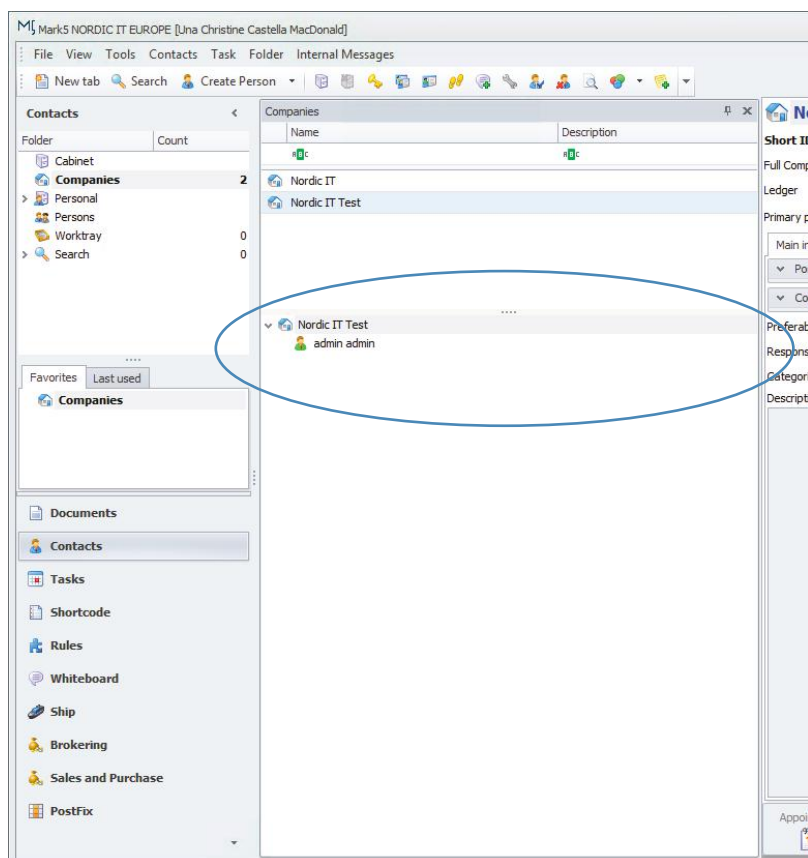 Mark5 NORDIC IT EUROPE [Una Christine Castella MacDonald]
File View Tools Contacts Task Folder Internal Messages
New tab Search Create Person
Contacts
Folder Count
Cabinet
Companies 2
Personal
Persons
Worktray 0
Search 0
Favorites Last used
Companies
Documents
Contacts
Tasks
Shortcode
Rules
Whiteboard
Ship
Brokering
Sales and Purchase
PostFix
Companies
Name Description
Nordic IT
Nordic IT Test
Nordic IT Test
admin admin
Short ID
Full Comp
Ledger
Primary p
Main in
Po
Co
Preferab
Respons
Categori
Descripti
Appoi